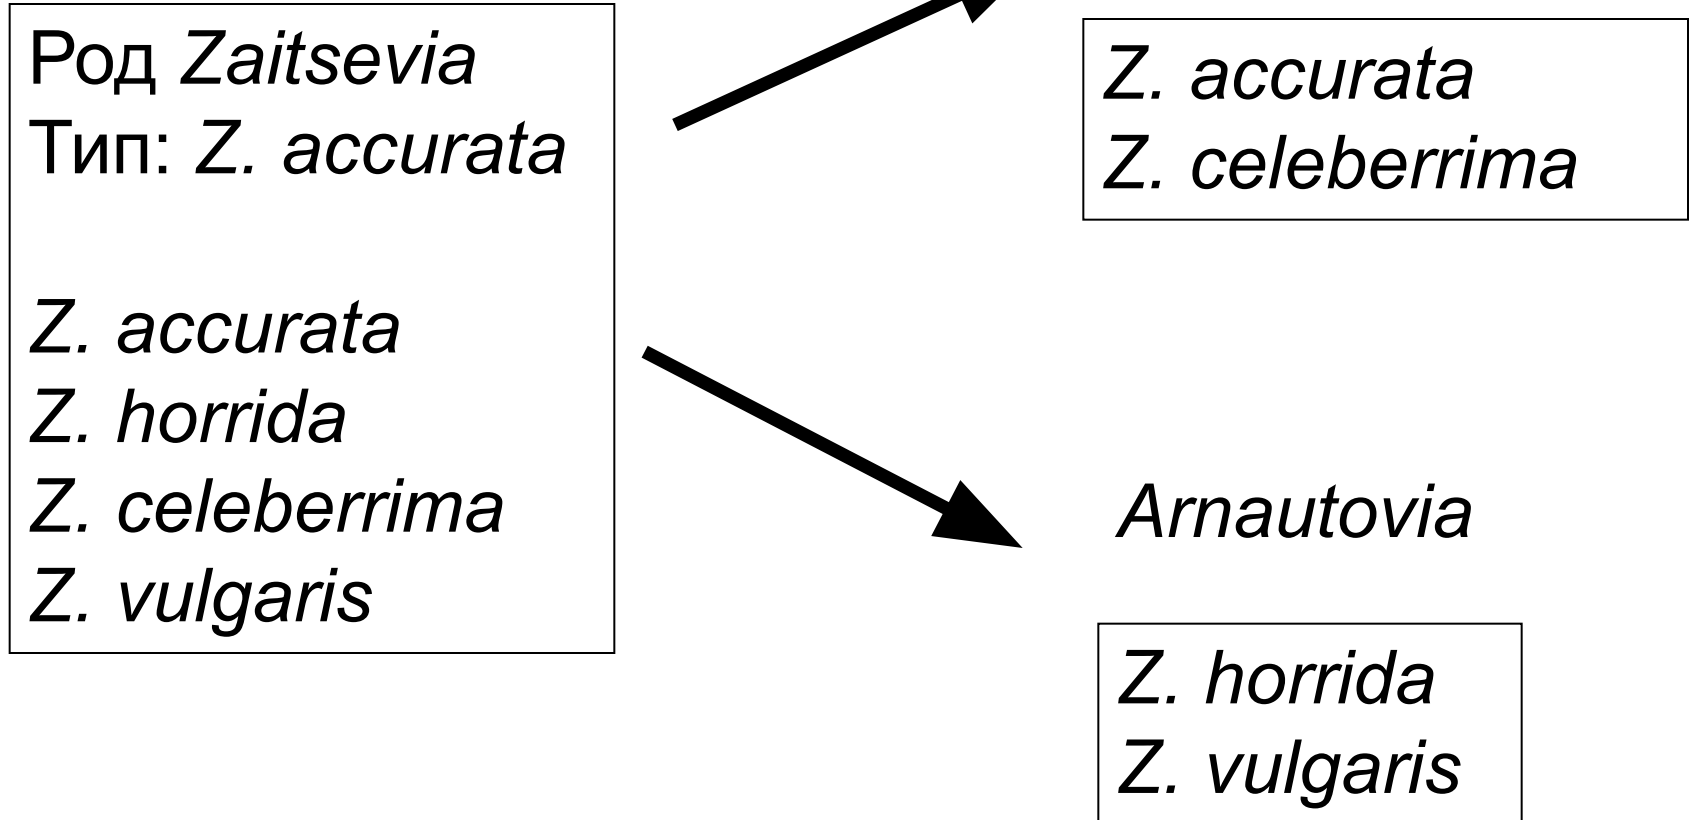 Род Zaitsevia
Тип: Z. accurata
Z. accurata
Z. horrida
Z. celeberrima
Z. vulgaris
Z. accurata
Z. celeberrima
Arnautovia
Z. horrida
Z. vulgaris